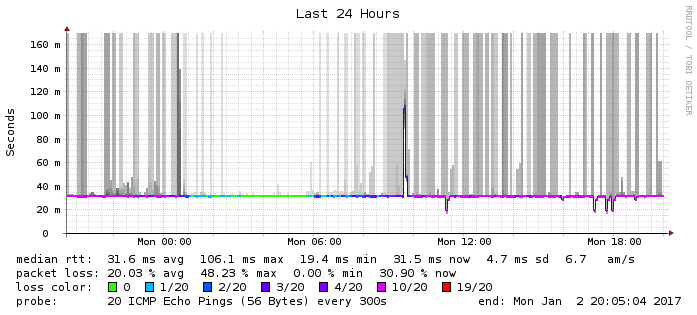 Last 24 Hours
RRDTOOL / TOBI OETIKER
Seconds
160 m
140 m
120 m
100 m
80 m
60 m
40 m
20 m
0
Mon 00:00 Mon 06:00 Mon 12:00 Mon 18:00
median rtt: 31.6 ms avg 106.1 ms max 19.4 ms min 31.5 ms now 4.7 ms sd 6.7 am/s
packet loss: 20.03 % avg 48.23 % max 0.00 % min 30.90 % now
loss color: 0 1/20 2/20 3/20 4/20 10/20 19/20
probe: 20 ICMP Echo Pings (56 Bytes) every 300s end: Mon Jan 2 20:05:04 2017